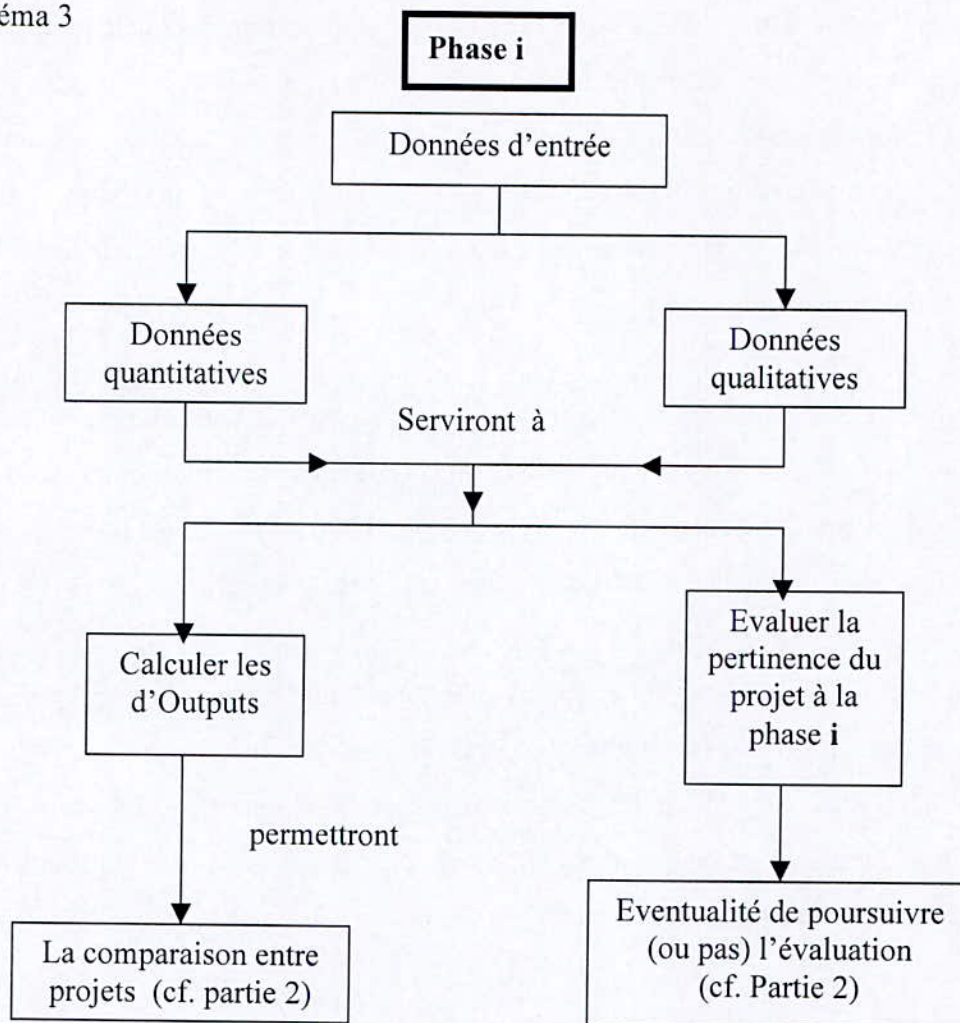 éma 3
Phase i
Données d'entrée
Données
quantitatives
Données
qualitatives
Serviront à
Calculer les
d'Outputs
Evaluer la
pertinence du
projet à la
phase i
permettront
La comparaison entre
projets (cf. partie 2)
Eventualité de poursuivre
(ou pas) l'évaluation
(cf. Partie 2)